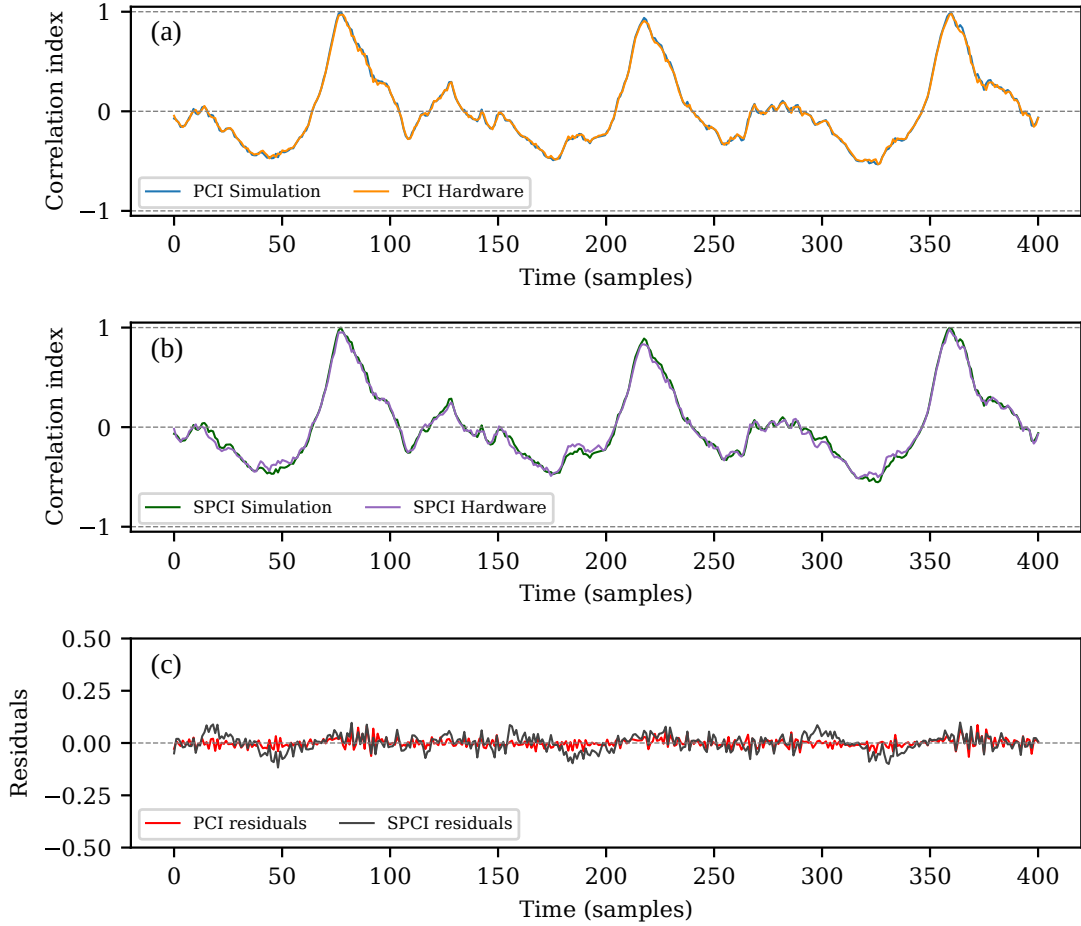 (a)
Correlation index
1
0
−1
PCI Simulation
PCI Hardware
0 50 100 150 200 250 300 350 400
Time (samples)
(b)
Correlation index
1
0
−1
SPCI Simulation
SPCI Hardware
0 50 100 150 200 250 300 350 400
Time (samples)
(c)
Residuals
0.50
0.25
0.00
−0.25
−0.50
PCI residuals
SPCI residuals
0 50 100 150 200 250 300 350 400
Time (samples)